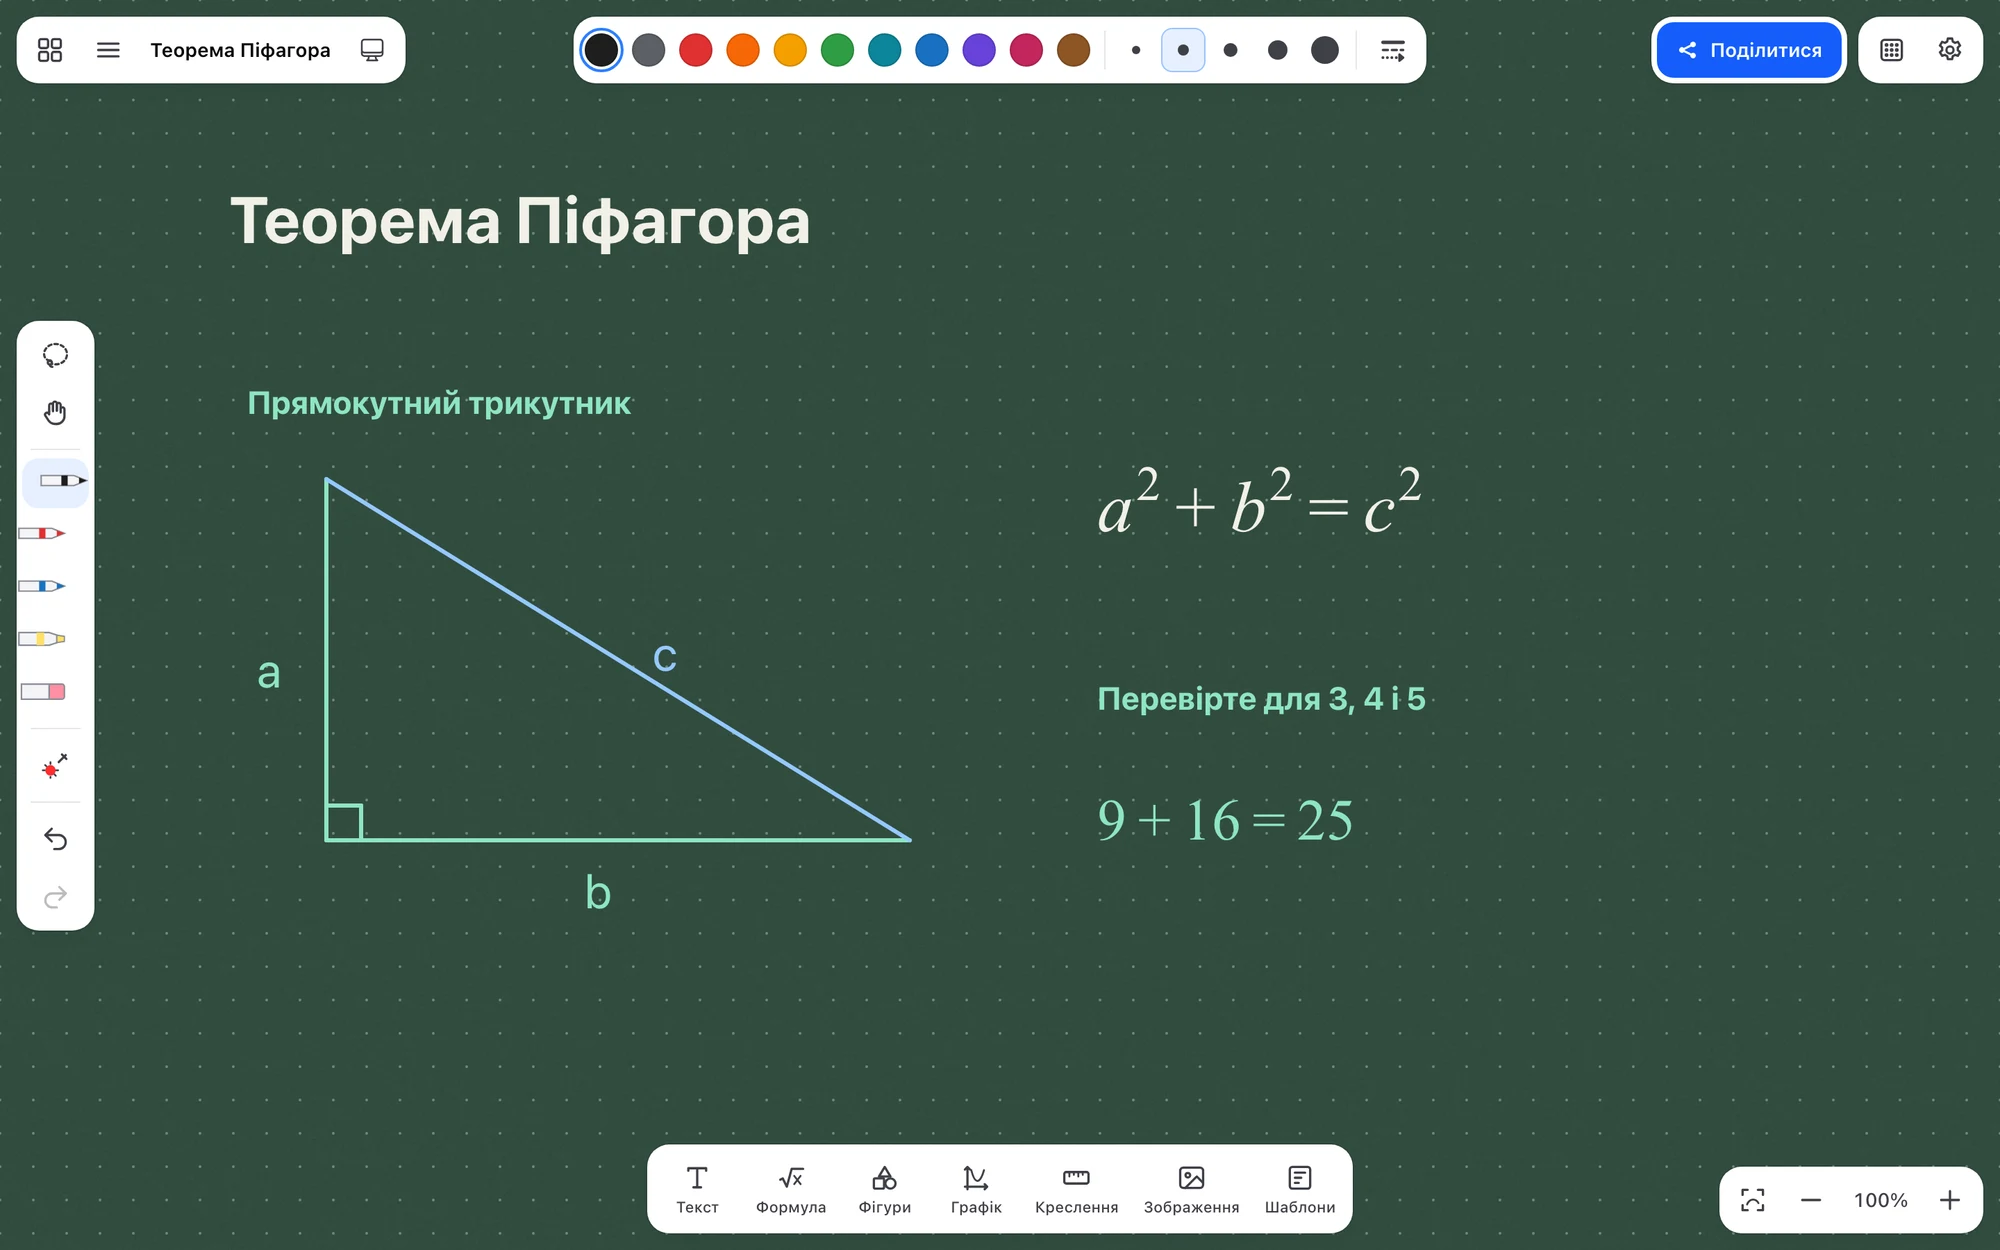 Теорема Піфагора
Поділитися
Теорема Піфагора
Прямокутний трикутник
a² + b² = c²
a
c
b
Перевірте для 3, 4 і 5
9 + 16 = 25
Текст
Формула
Фігури
Графік
Креслення
Зображення
Шаблони
100%